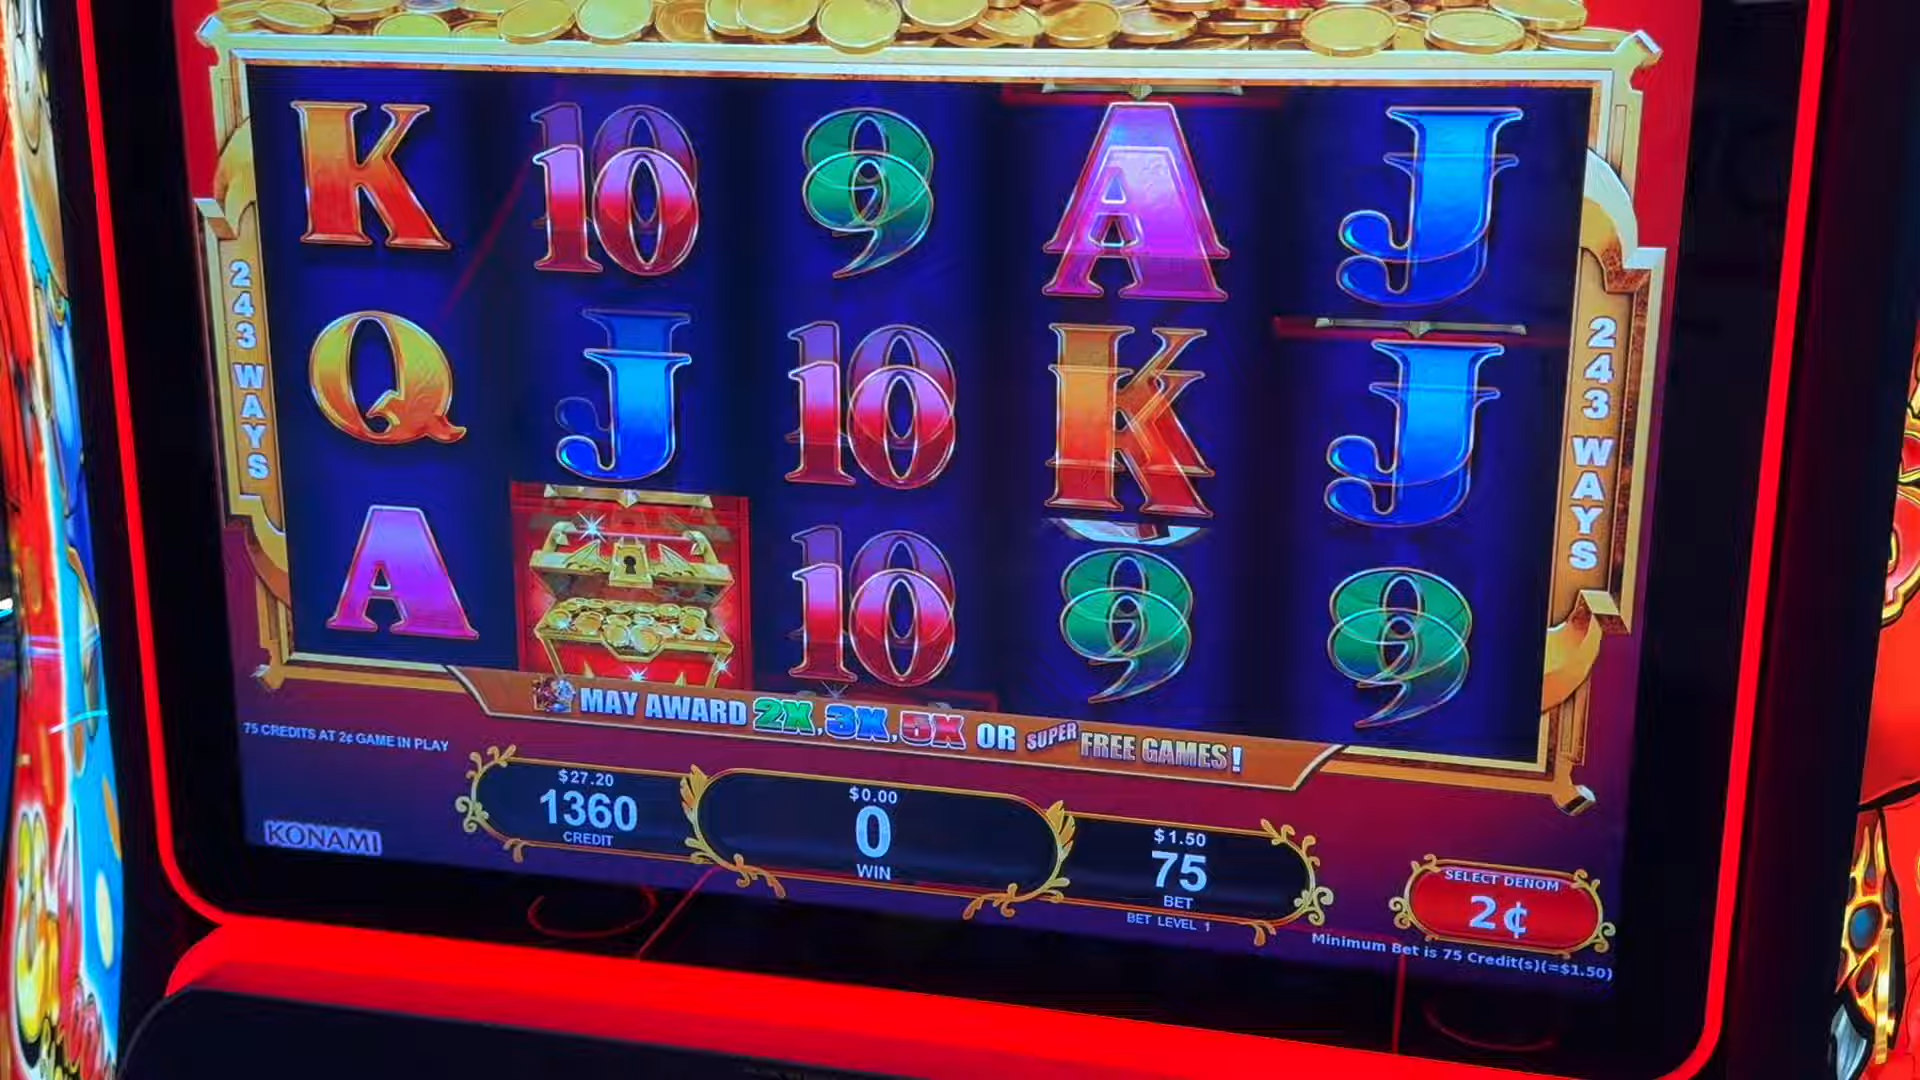 K 10 9 A J
Q J 10 K J
A 10 9 9
243 WAYS
243 WAYS
MAY AWARD 2X, 3X, 5X OR SUPER FREE GAMES!
75 CREDITS AT 2¢ GAME IN PLAY
$27.20
1360
CREDIT
$0.00
0
WIN
$1.50
75
BET
BET LEVEL 1
SELECT DENOM
2¢
Minimum Bet is 75 Credit(s)(=$1.50)
KONAMI